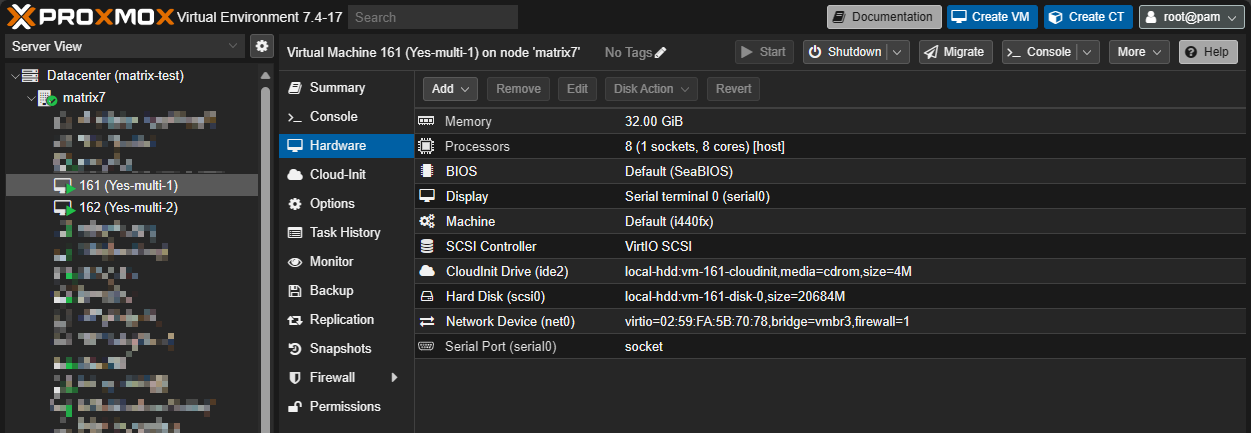 PROXMOX Virtual Environment 7.4-17 Search Documentation Create VM Create CT root@pam
Server View
Virtual Machine 161 (Yes-multi-1) on node 'matrix7' No Tags Start Shutdown Migrate Console More Help
Datacenter (matrix-test)
matrix7
161 (Yes-multi-1)
162 (Yes-multi-2)
Summary
Console
Hardware
Cloud-Init
Options
Task History
Monitor
Backup
Replication
Snapshots
Firewall
Permissions
Add Remove Edit Disk Action Revert
Memory 32.00 GiB
Processors 8 (1 sockets, 8 cores) [host]
BIOS Default (SeaBIOS)
Display Serial terminal 0 (serial0)
Machine Default (i440fx)
SCSI Controller VirtIO SCSI
CloudInit Drive (ide2) local-hdd:vm-161-cloudinit,media=cdrom,size=4M
Hard Disk (scsi0) local-hdd:vm-161-disk-0,size=20684M
Network Device (net0) virtio=02:59:FA:5B:70:78,bridge=vmbr3,firewall=1
Serial Port (serial0) socket